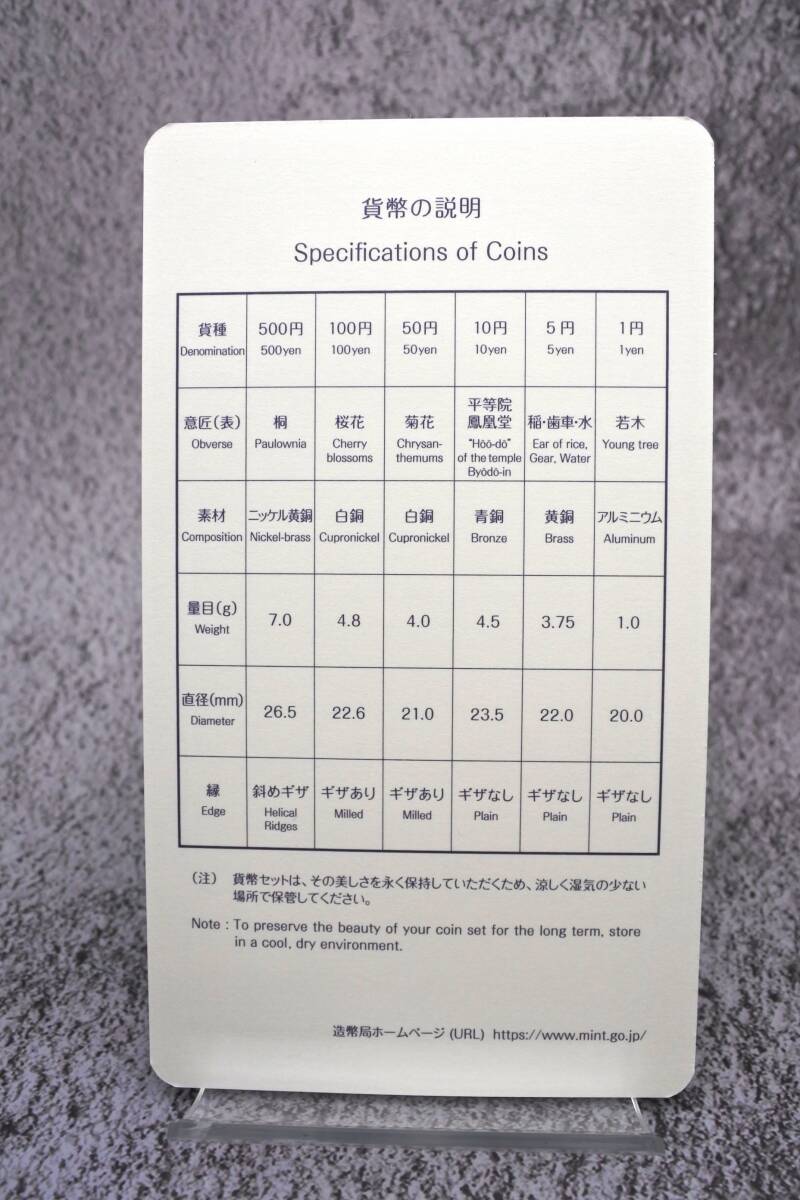 貨幣の説明
Specifications of Coins
貨種 500円 100円 50円 10円 5円 1円
Denomination 500yen 100yen 50yen 10yen 5yen 1yen
意匠(表) 桐 桜花 菊花 平等院 鳳凰堂 稲・歯車・水 若木
Obverse Paulownia Cherry blossoms Chrysan-themums "Hôô-dô" of the temple Byôdô-in Ear of rice, Gear, Water Young tree
素材 ニッケル黄銅 白銅 白銅 青銅 黄銅 アルミニウム
Composition Nickel-brass Cupronickel Cupronickel Bronze Brass Aluminum
量目(g) 7.0 4.8 4.0 4.5 3.75 1.0
Weight
直径(mm) 26.5 22.6 21.0 23.5 22.0 20.0
Diameter
縁 斜めギザ ギザあり ギザあり ギザなし ギザなし ギザなし
Edge Helical Ridges Milled Milled Plain Plain Plain
(注) 貨幣セットは、その美しさを永く保持していただくため、涼しく湿気の少ない
場所で保管してください。
Note : To preserve the beauty of your coin set for the long term, store
in a cool, dry environment.
造幣局ホームページ (URL) https://www.mint.go.jp/